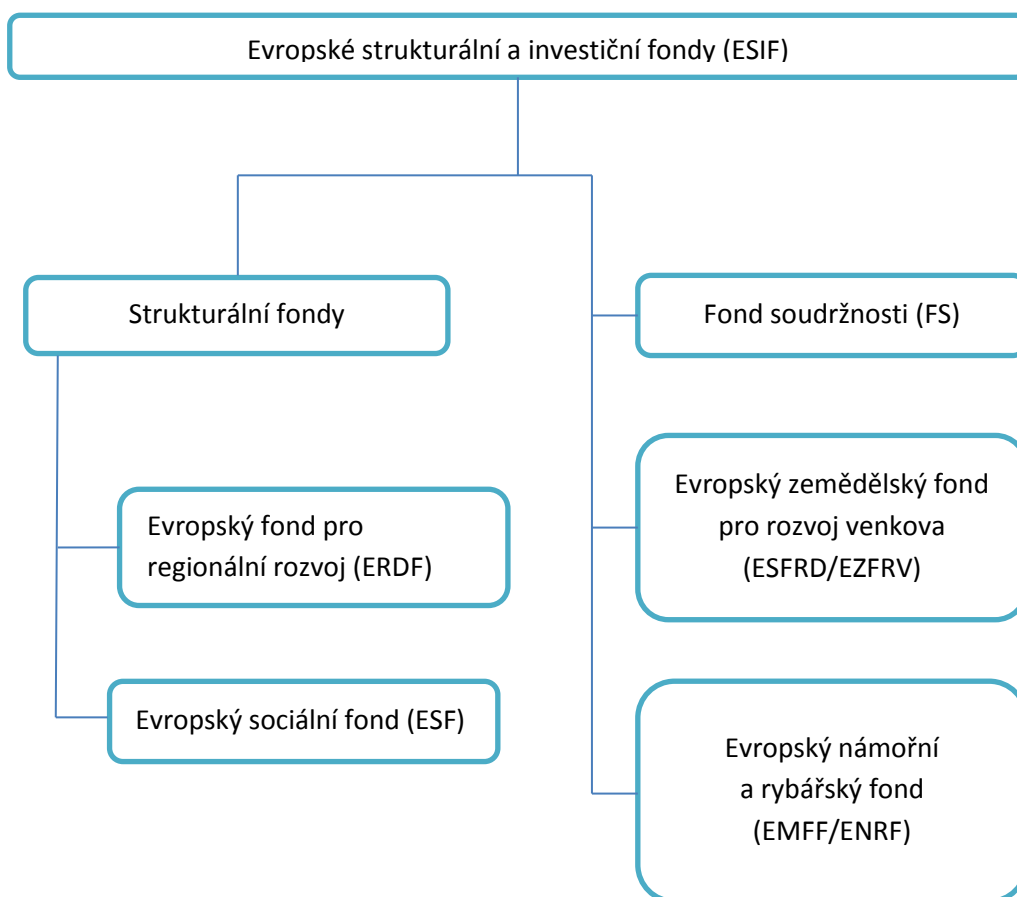 Evropské strukturální a investiční fondy (ESIF)
Strukturální fondy
Evropský fond pro
regionální rozvoj (ERDF)
Evropský sociální fond (ESF)
Fond soudržnosti (FS)
Evropský zemědělský fond
pro rozvoj venkova
(ESFRD/EZFRV)
Evropský námořní
a rybářský fond
(EMFF/ENRF)